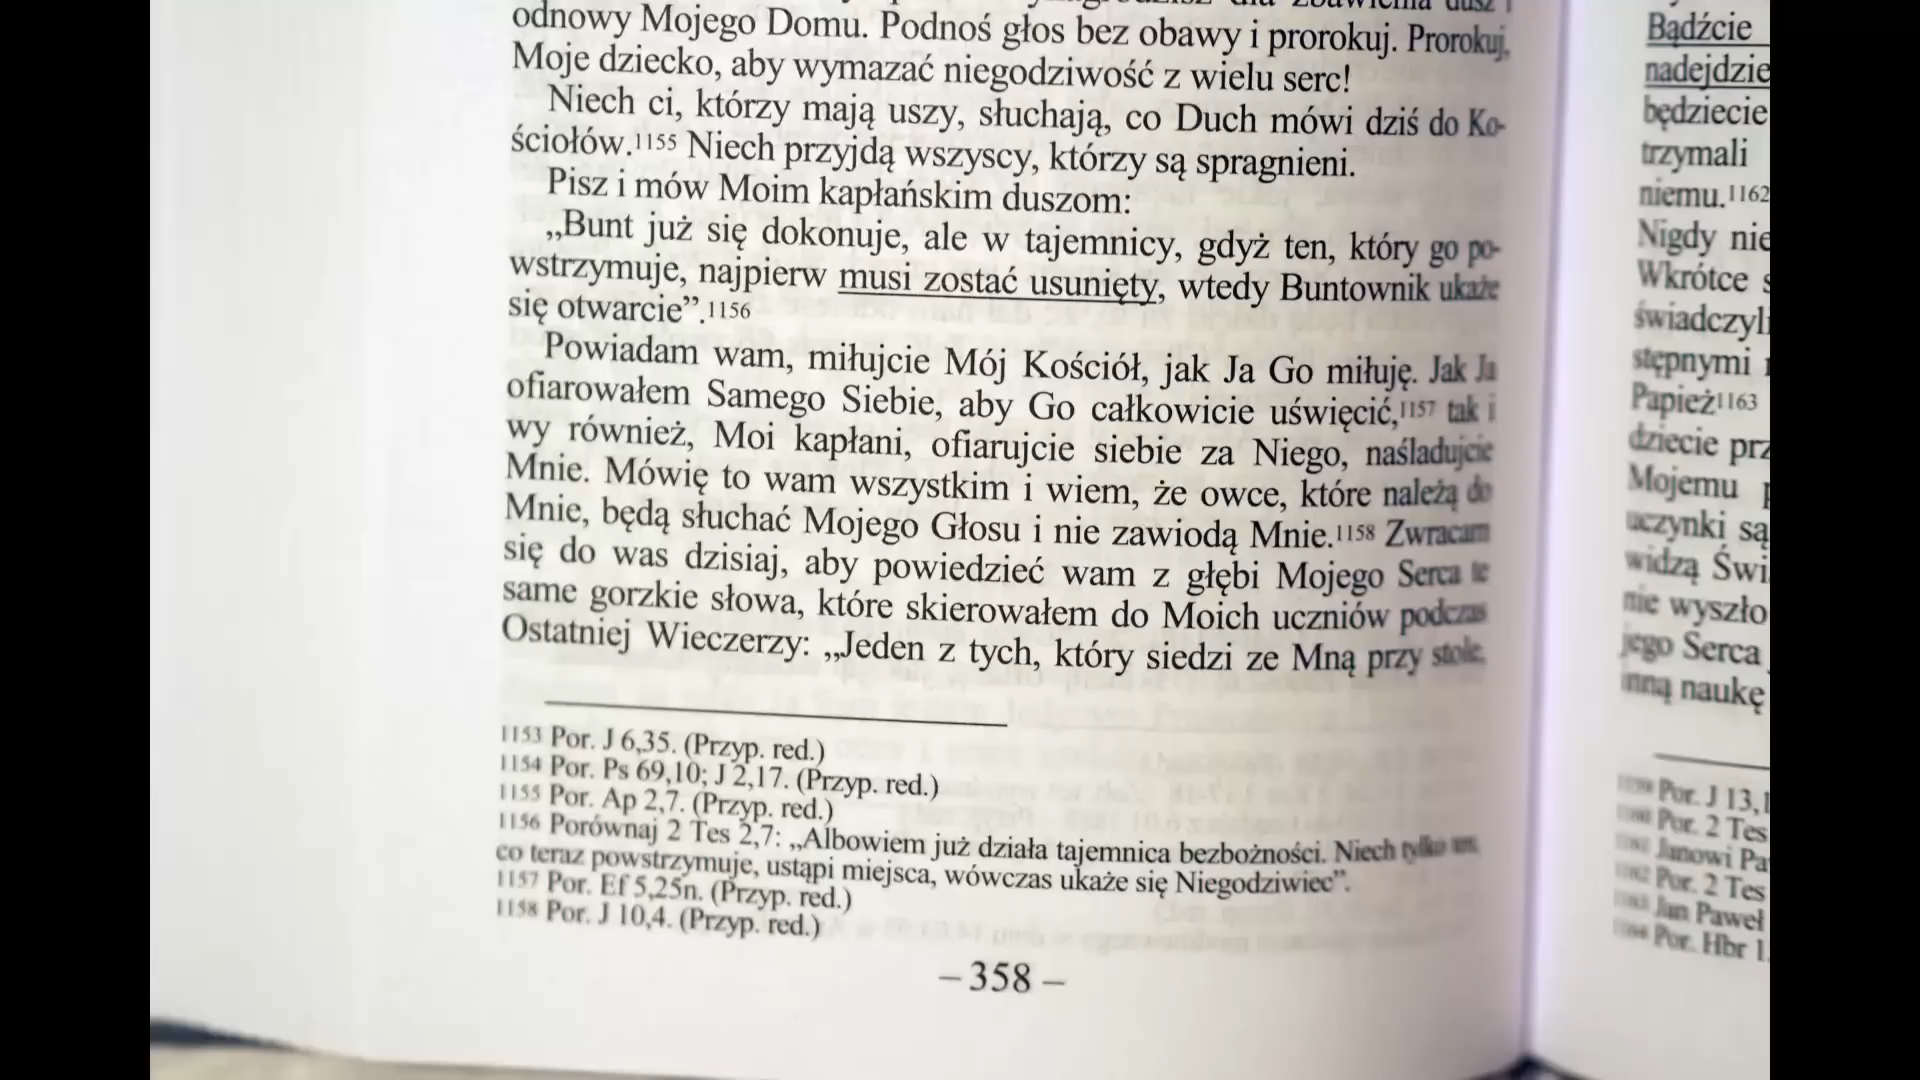 zbawienia dusz i
odnowy Mojego Domu. Podnoś głos bez obawy i prorokuj. Prorokuj,
Moje dziecko, aby wymazać niegodziwość z wielu serc!
Niech ci, którzy mają uszy, słuchają, co Duch mówi dziś do Ko-
ściołów.1155 Niech przyjdą wszyscy, którzy są spragnieni.
Pisz i mów Moim kapłańskim duszom:
„Bunt już się dokonuje, ale w tajemnicy, gdyż ten, który go po-
wstrzymuje, najpierw musi zostać usunięty, wtedy Buntownik ukaże
się otwarcie”.1156
Powiadam wam, miłujcie Mój Kościół, jak Ja Go miłuję. Jak Ja
ofiarowałem Samego Siebie, aby Go całkowicie uświęcić,1157 tak i
wy również, Moi kapłani, ofiarujcie siebie za Niego, naśladujcie
Mnie. Mówię to wam wszystkim i wiem, że owce, które należą do
Mnie, będą słuchać Mojego Głosu i nie zawiodą Mnie.1158 Zwracam
się do was dzisiaj, aby powiedzieć wam z głębi Mojego Serca te
same gorzkie słowa, które skierowałem do Moich uczniów podczas
Ostatniej Wieczerzy: „Jeden z tych, który siedzi ze Mną przy stole,
1153 Por. J 6,35. (Przyp. red.)
1154 Por. Ps 69,10; J 2,17. (Przyp. red.)
1155 Por. Ap 2,7. (Przyp. red.)
1156 Porównaj 2 Tes 2,7: „Albowiem już działa tajemnica bezbożności. Niech tylko ten,
co teraz powstrzymuje, ustąpi miejsca, wówczas ukaże się Niegodziwiec”.
1157 Por. Ef 5,25n. (Przyp. red.)
1158 Por. J 10,4. (Przyp. red.)
– 358 –
Bądźcie
nadejdzie
będziecie
trzymali
niemu.1162
Nigdy nie
Wkrótce s
świadczyli
stępnymi
Papież1163
dziecie prz
Mojemu p
uczynki są
widzą Świ
nie wyszło
jego Serca
inną naukę
1159 Por. J 13,1
1160 Por. 2 Tes
1161 Janowi Pa
1162 Por. 2 Tes
1163 Jan Paweł
1164 Por. Hbr 1